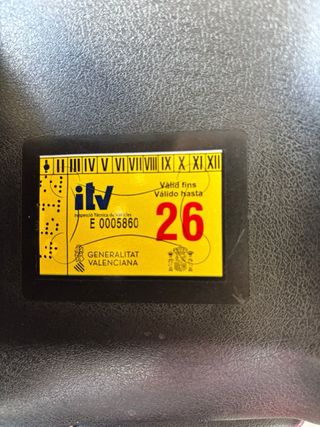 II III IV V VI VII VIII IX X XI XII
itv
Inspecció Tècnica de Vehicles
E 0005860
Vàlid fins
Válido hasta
26
GENERALITAT
VALENCIANA